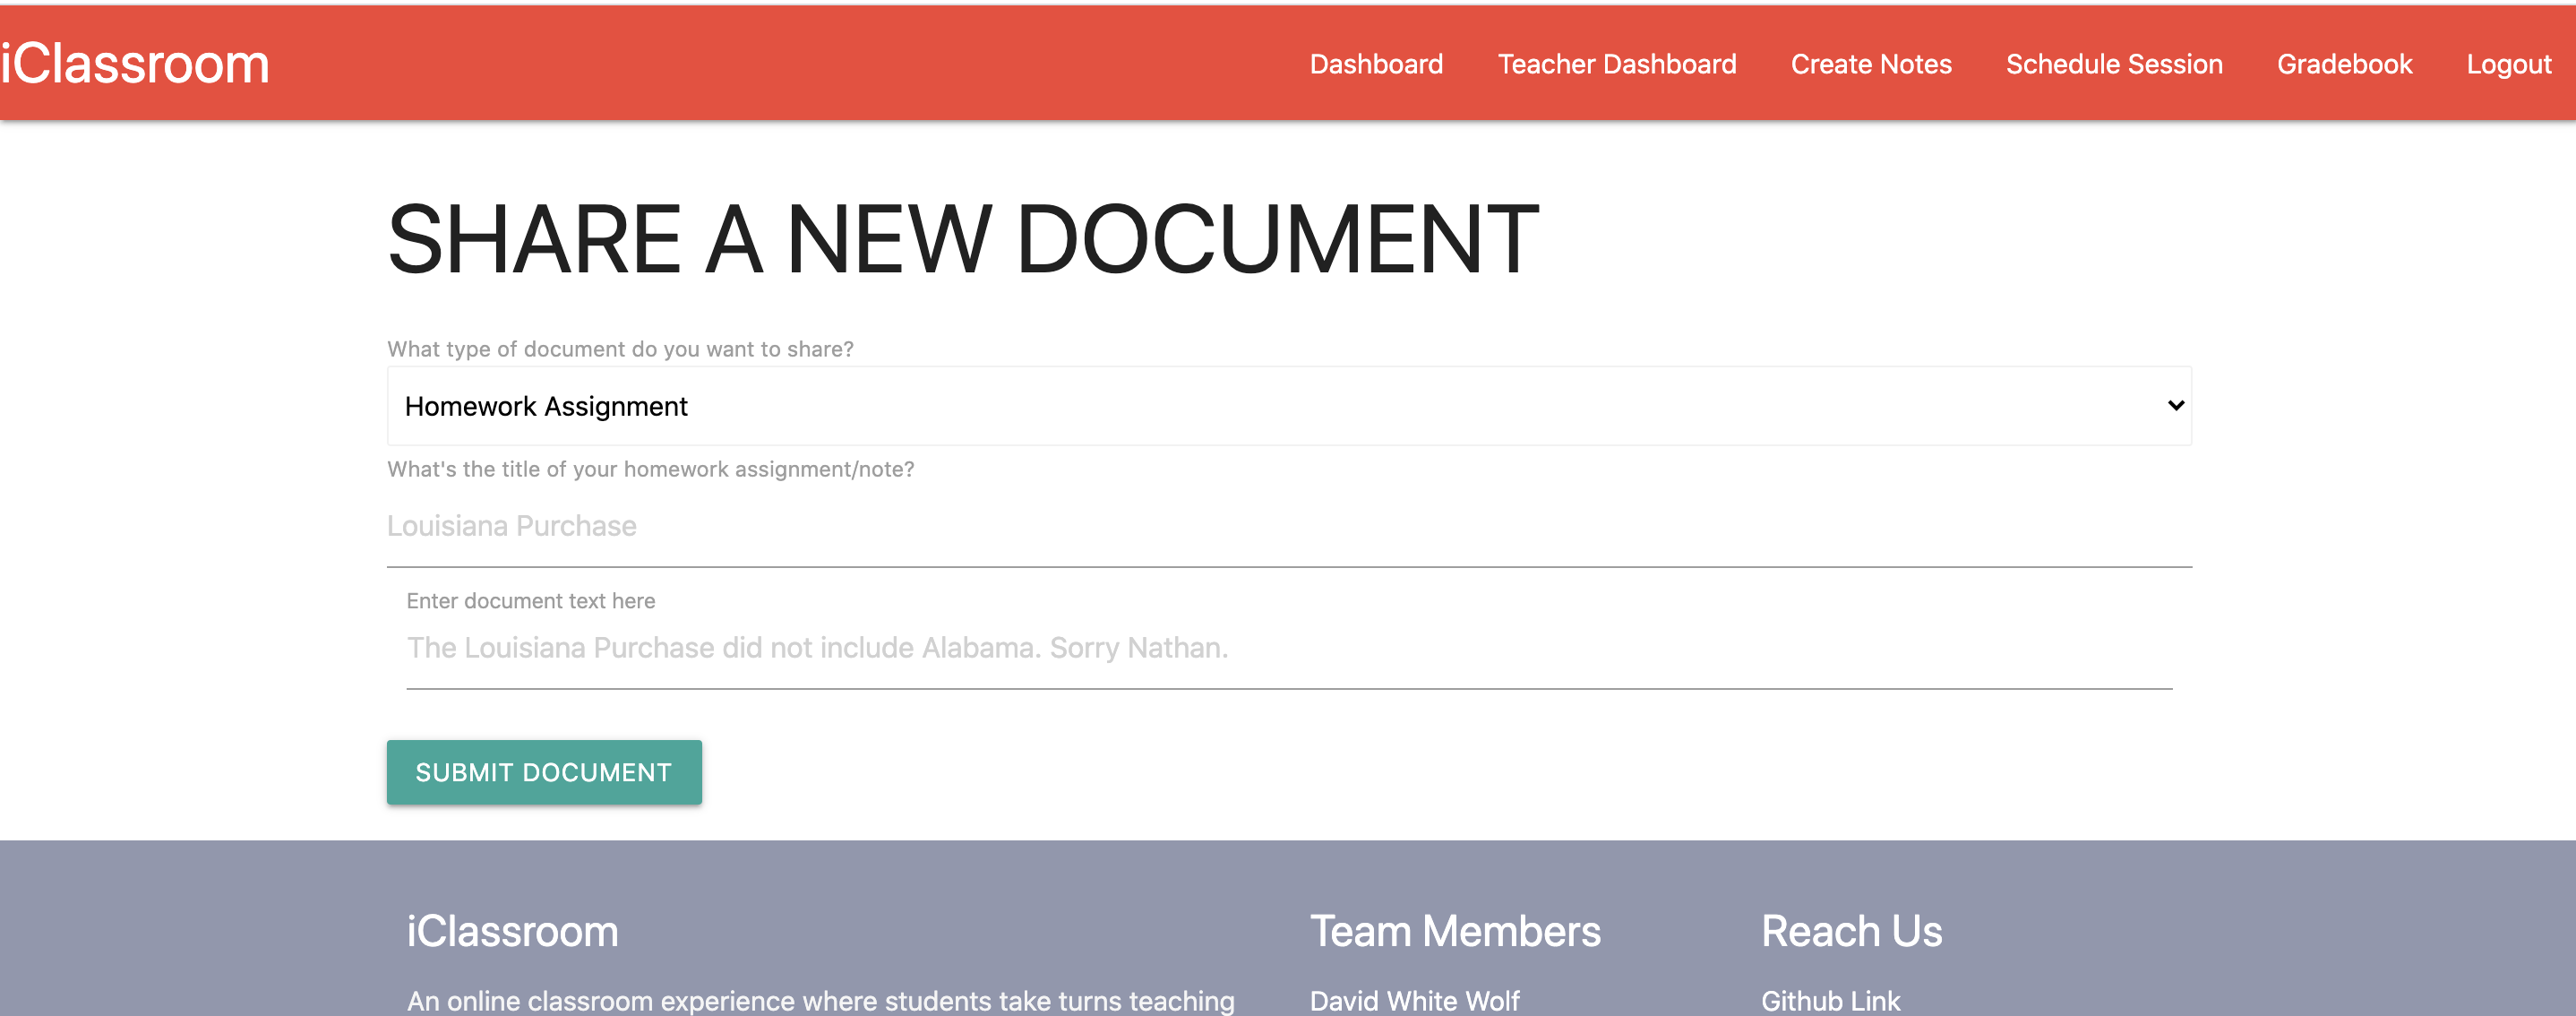 iClassroom
Dashboard Teacher Dashboard Create Notes Schedule Session Gradebook Logout
SHARE A NEW DOCUMENT
What type of document do you want to share?
Homework Assignment
What's the title of your homework assignment/note?
Louisiana Purchase
Enter document text here
The Louisiana Purchase did not include Alabama. Sorry Nathan.
SUBMIT DOCUMENT
iClassroom
An online classroom experience where students take turns teaching
Team Members
David White Wolf
Reach Us
Github Link